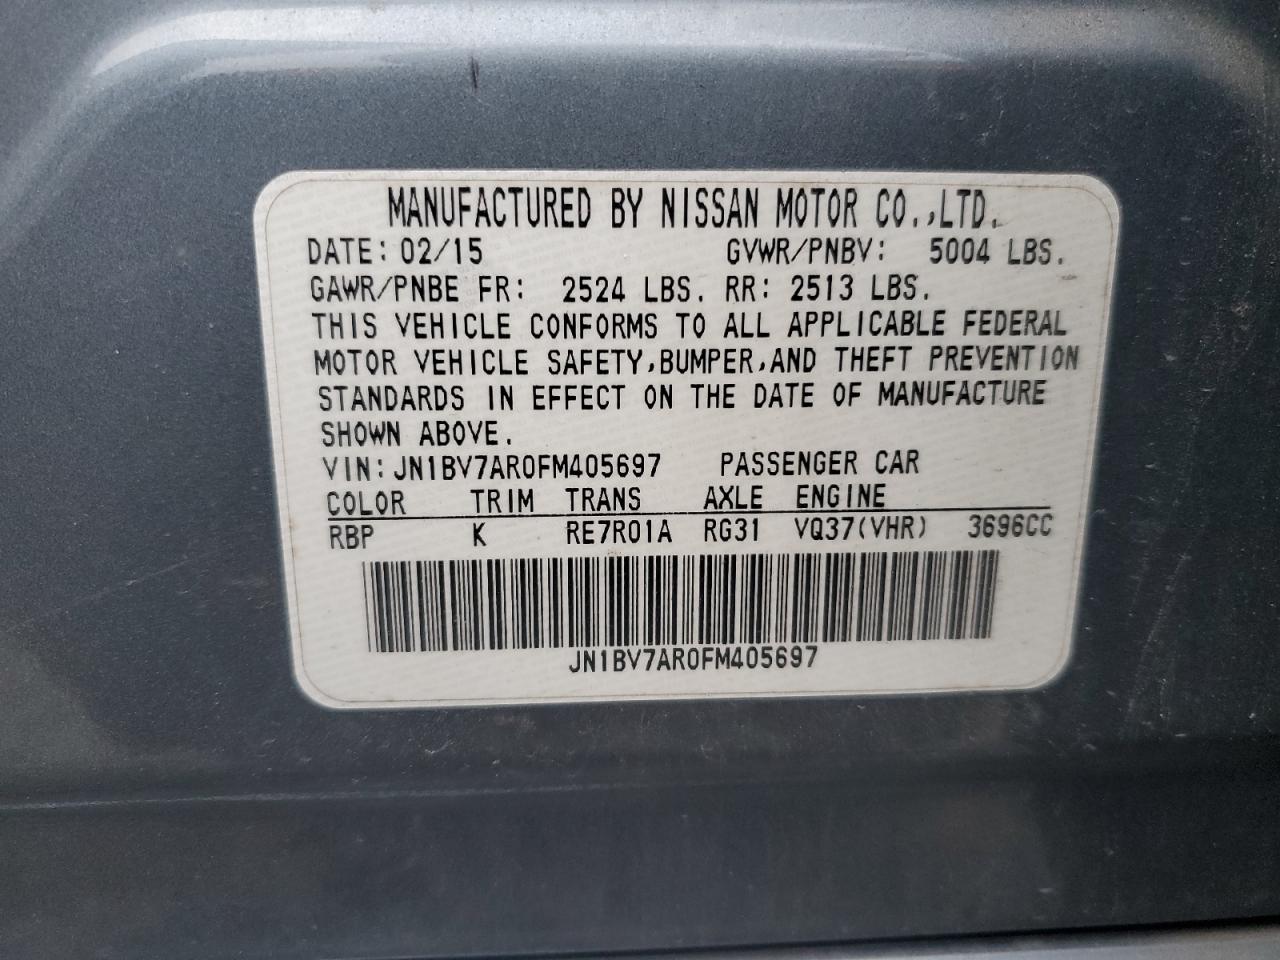 MANUFACTURED BY NISSAN MOTOR CO.,LTD.
DATE: 02/15 GVWR/PNBV: 5004 LBS.
GAWR/PNBE FR: 2524 LBS. RR: 2513 LBS.
THIS VEHICLE CONFORMS TO ALL APPLICABLE FEDERAL
MOTOR VEHICLE SAFETY,BUMPER,AND THEFT PREVENTION
STANDARDS IN EFFECT ON THE DATE OF MANUFACTURE
SHOWN ABOVE.
VIN: JN1BV7AR0FM405697 PASSENGER CAR
COLOR TRIM TRANS AXLE ENGINE
RBP K RE7R01A RG31 VQ37(VHR) 3696CC
JN1BV7AR0FM405697